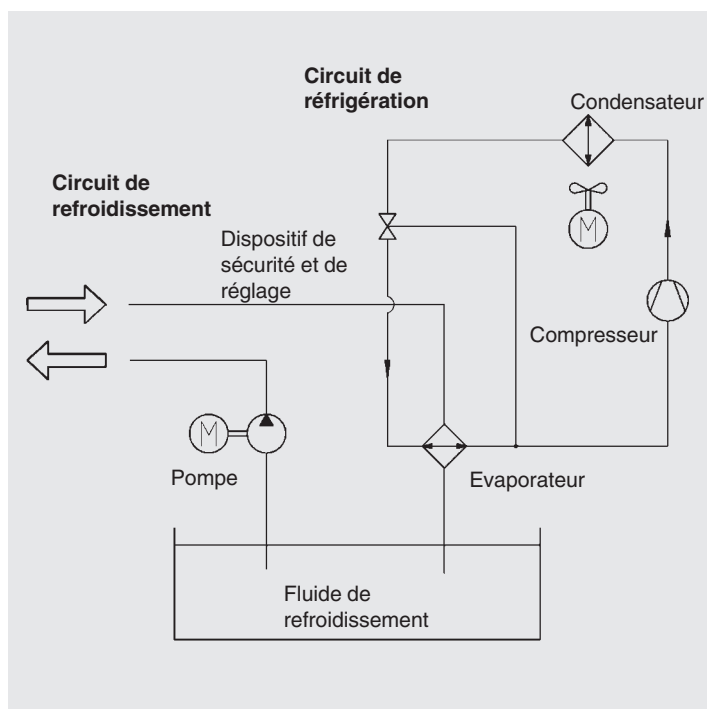 Circuit de
réfrigération
Condensateur
Circuit de
refroidissement
M
Dispositif de
sécurité et de
réglage
Compresseur
M
Pompe
Evaporateur
Fluide de
refroidissement